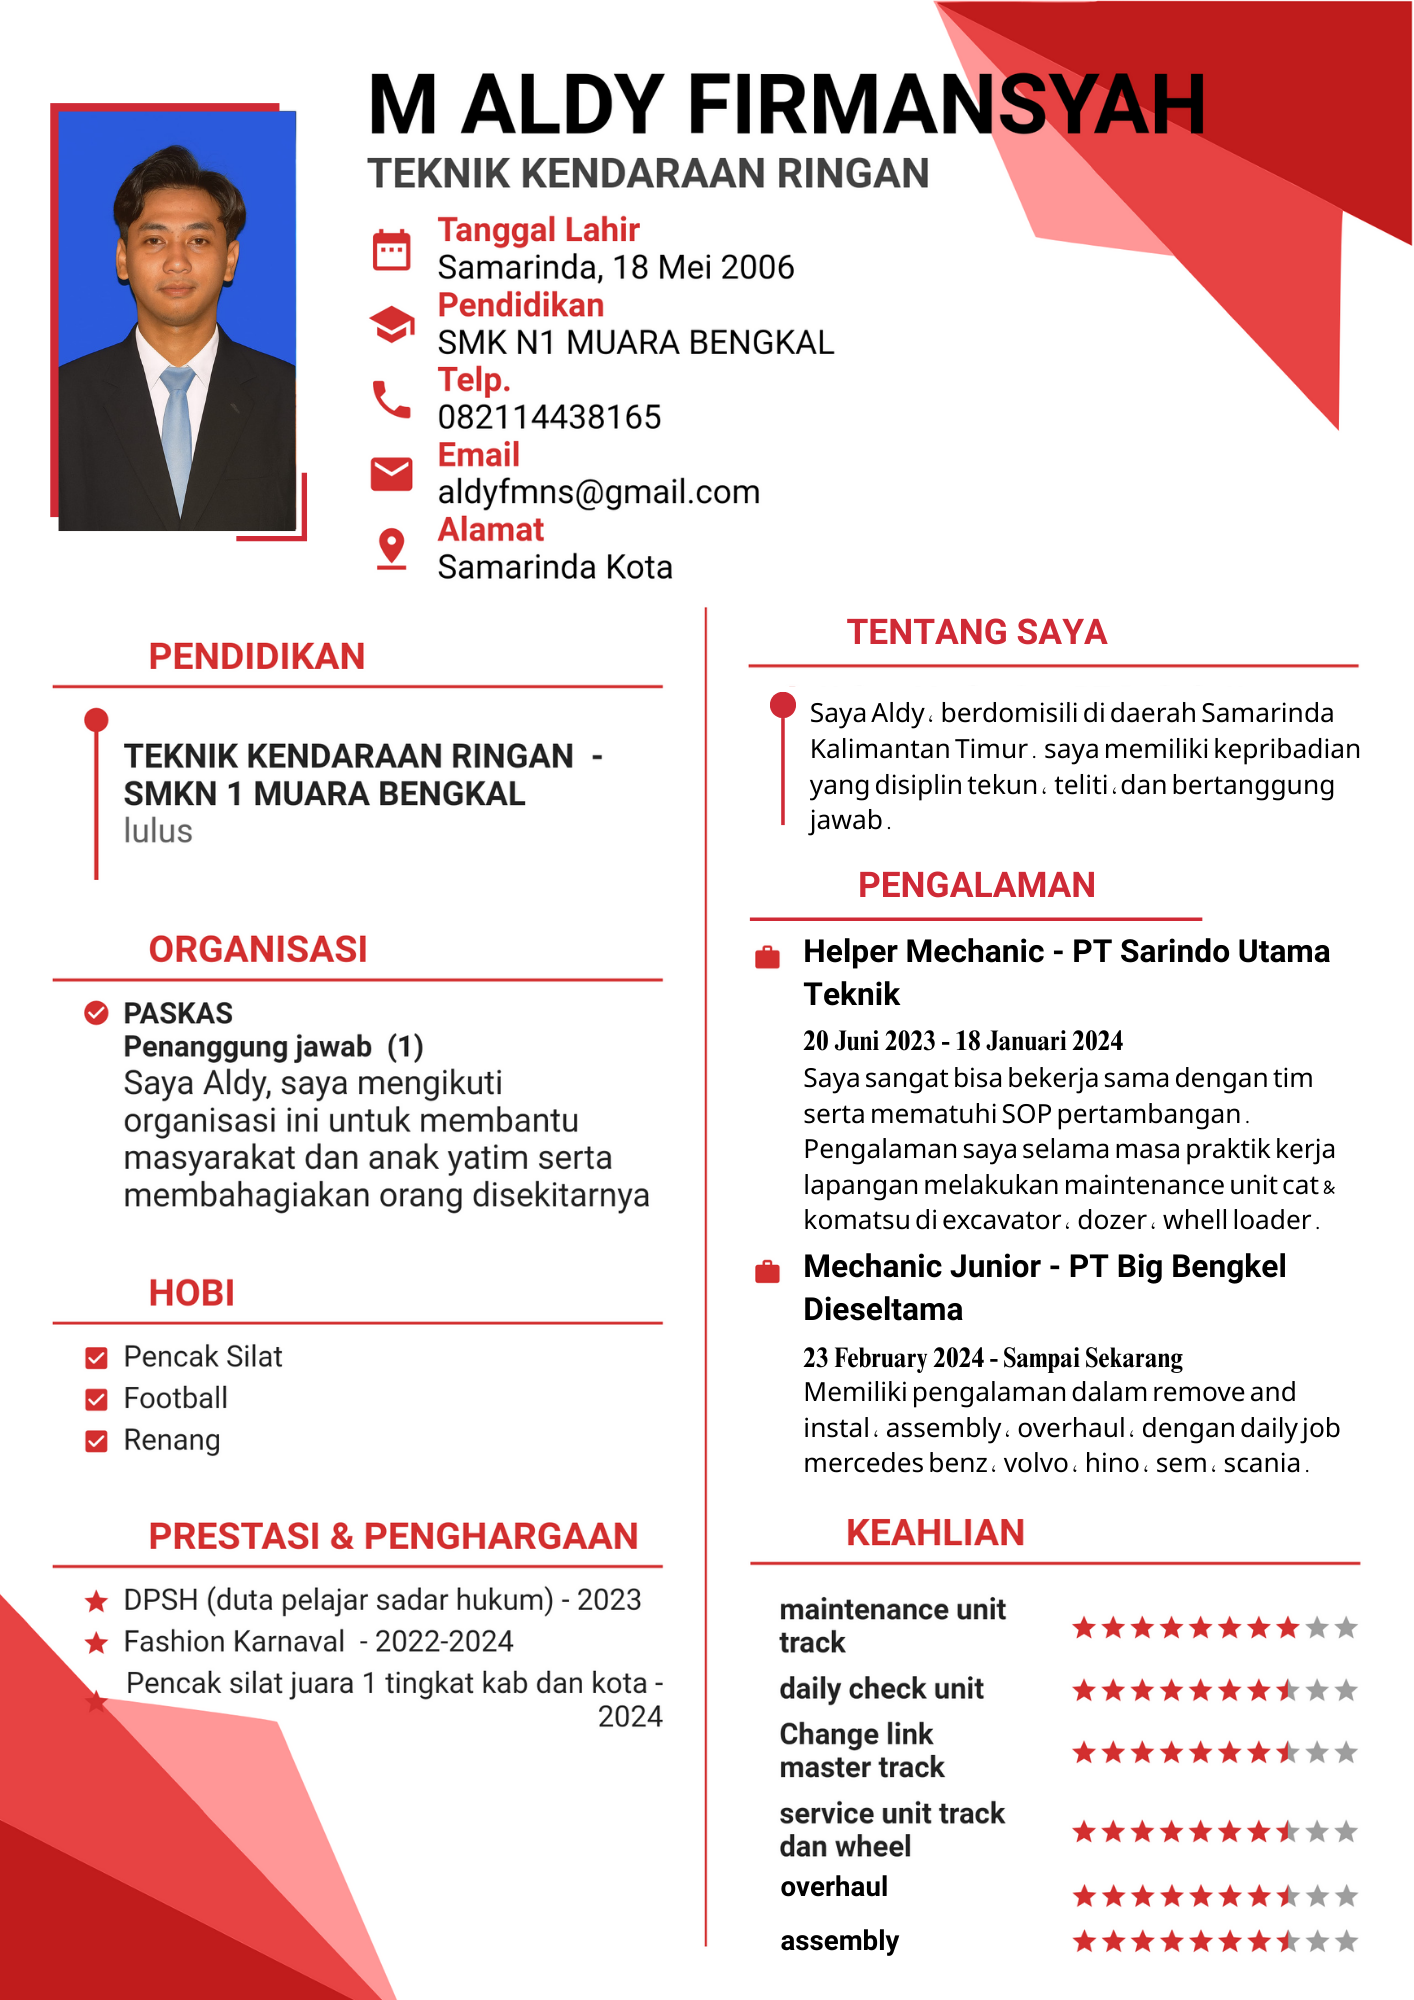 M ALDY FIRMANSYAH
TEKNIK KENDARAAN RINGAN
Tanggal Lahir
Samarinda, 18 Mei 2006
Pendidikan
SMK N1 MUARA BENGKAL
Telp.
082114438165
Email
aldyfmns@gmail.com
Alamat
Samarinda Kota
PENDIDIKAN
TEKNIK KENDARAAN RINGAN -
SMKN 1 MUARA BENGKAL
lulus
ORGANISASI
PASKAS
Penanggung jawab (1)
Saya Aldy, saya mengikuti
organisasi ini untuk membantu
masyarakat dan anak yatim serta
membahagiakan orang disekitarnya
HOBI
Pencak Silat
Football
Renang
PRESTASI & PENGHARGAAN
DPSH (duta pelajar sadar hukum) - 2023
Fashion Karnaval - 2022-2024
Pencak silat juara 1 tingkat kab dan kota -
2024
TENTANG SAYA
Saya Aldy، berdomisili di daerah Samarinda
Kalimantan Timur. saya memiliki kepribadian
yang disiplin tekun، teliti، dan bertanggung
jawab.
PENGALAMAN
Helper Mechanic - PT Sarindo Utama
Teknik
20 Juni 2023 - 18 Januari 2024
Saya sangat bisa bekerja sama dengan tim
serta mematuhi SOP pertambangan.
Pengalaman saya selama masa praktik kerja
lapangan melakukan maintenance unit cat &
komatsu di excavator، dozer، whell loader.
Mechanic Junior - PT Big Bengkel
Dieseltama
23 February 2024 - Sampai Sekarang
Memiliki pengalaman dalam remove and
instal، assembly، overhaul، dengan daily job
mercedes benz، volvo، hino، sem، scania.
KEAHLIAN
maintenance unit
track
daily check unit
Change link
master track
service unit track
dan wheel
overhaul
assembly